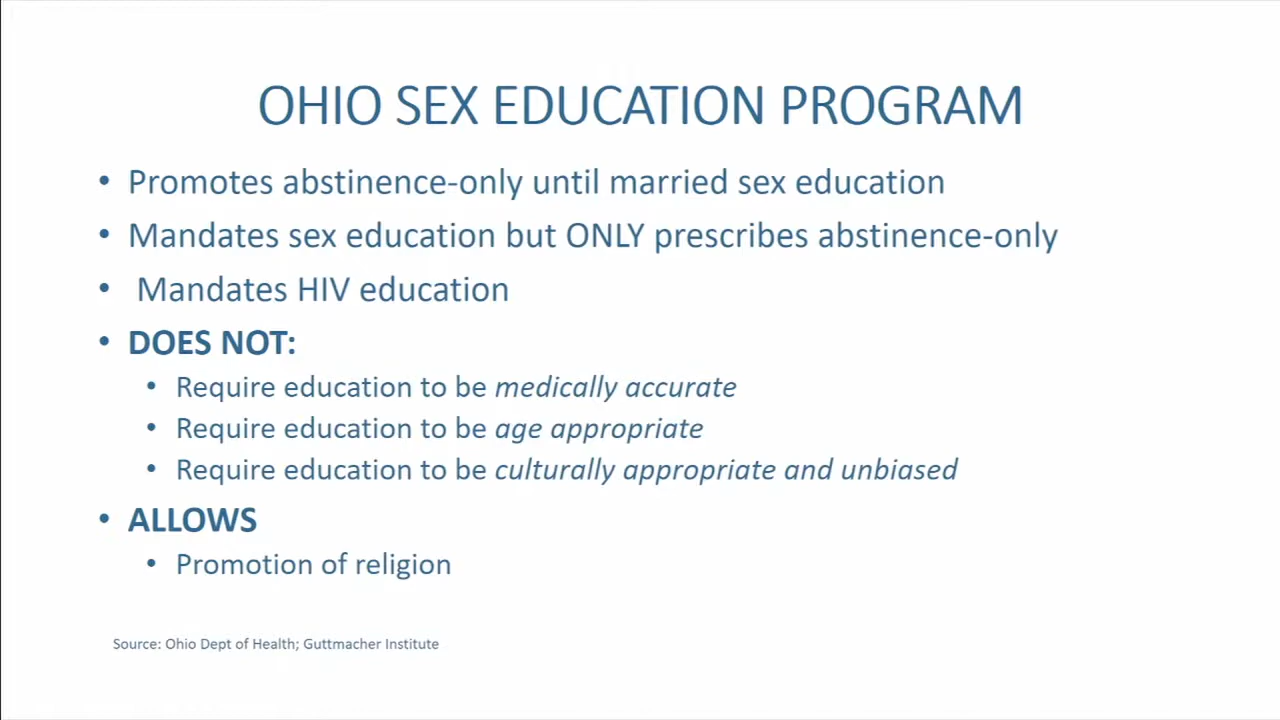 OHIO SEX EDUCATION PROGRAM
• Promotes abstinence-only until married sex education
• Mandates sex education but ONLY prescribes abstinence-only
• Mandates HIV education
• DOES NOT:
• Require education to be medically accurate
• Require education to be age appropriate
• Require education to be culturally appropriate and unbiased
• ALLOWS
• Promotion of religion
Source: Ohio Dept of Health; Guttmacher Institute